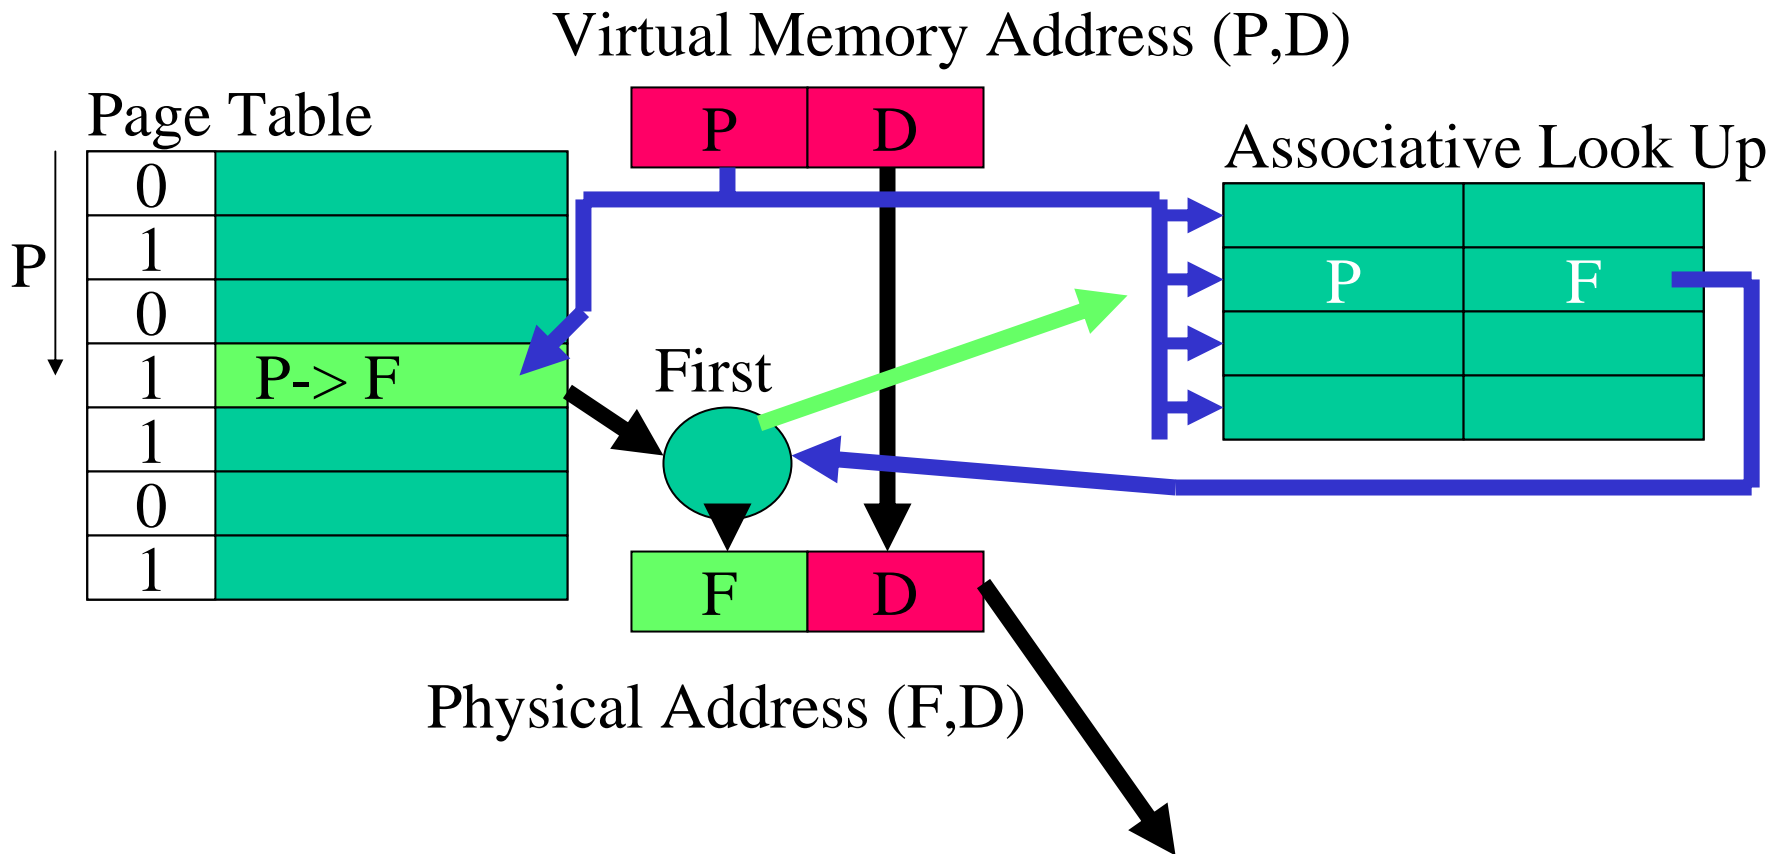 Virtual Memory Address (P,D)
Page Table
P D
Associative Look Up
0
1
P
0
P F
1 P-> F
First
1
0
1
F D
Physical Address (F,D)